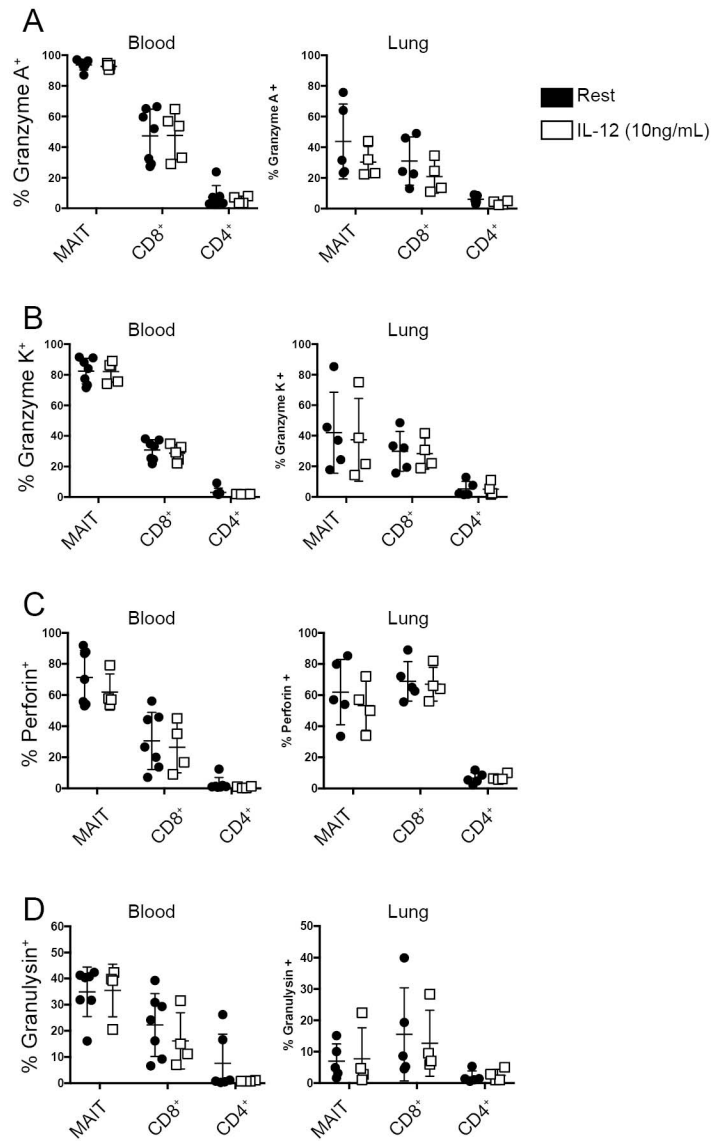 A
Blood
Lung
Rest
IL-12 (10ng/mL)
% Granzyme A⁺
100
80
60
40
20
0
MAIT
CD8⁺
CD4⁺
% Granzyme A +
100
80
60
40
20
0
MAIT
CD8⁺
CD4⁺
B
Blood
Lung
% Granzyme K⁺
100
80
60
40
20
0
MAIT
CD8⁺
CD4⁺
% Granzyme K +
100
80
60
40
20
0
MAIT
CD8⁺
CD4⁺
C
Blood
Lung
% Perforin⁺
100
80
60
40
20
0
MAIT
CD8⁺
CD4⁺
% Perforin +
100
80
60
40
20
0
MAIT
CD8⁺
CD4⁺
D
Blood
Lung
% Granulysin⁺
60
50
40
30
20
10
0
MAIT
CD8⁺
CD4⁺
% Granulysin +
50
40
30
20
10
0
MAIT
CD8⁺
CD4⁺